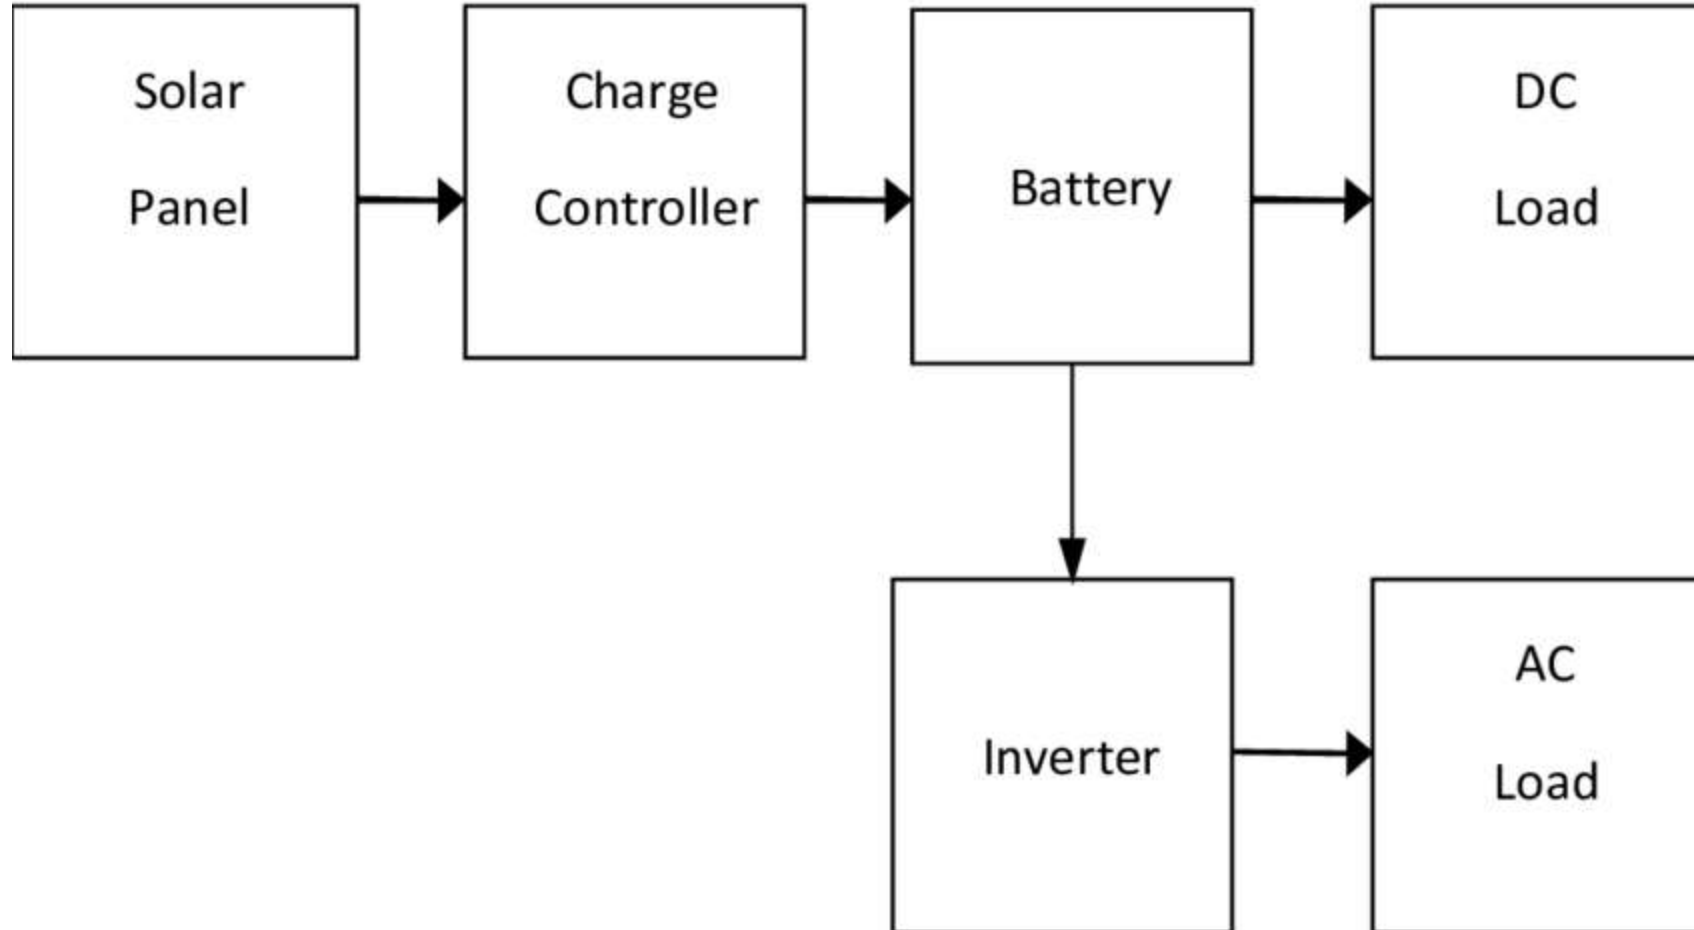 Solar
Panel
Charge
Controller
Battery
DC
Load
Inverter
AC
Load